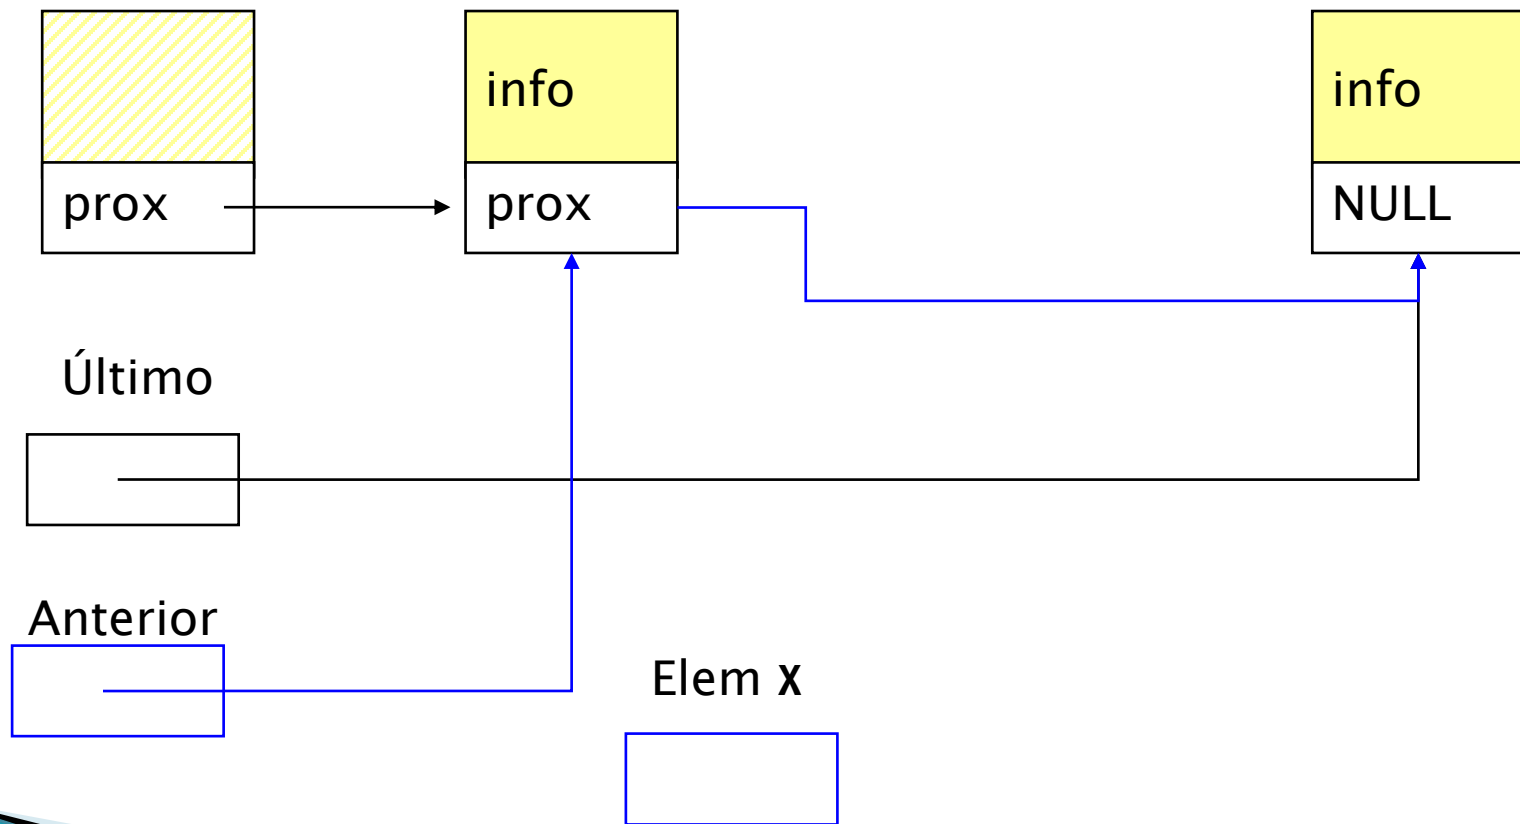 info
info
prox
prox
NULL
Último
Anterior
Elem x